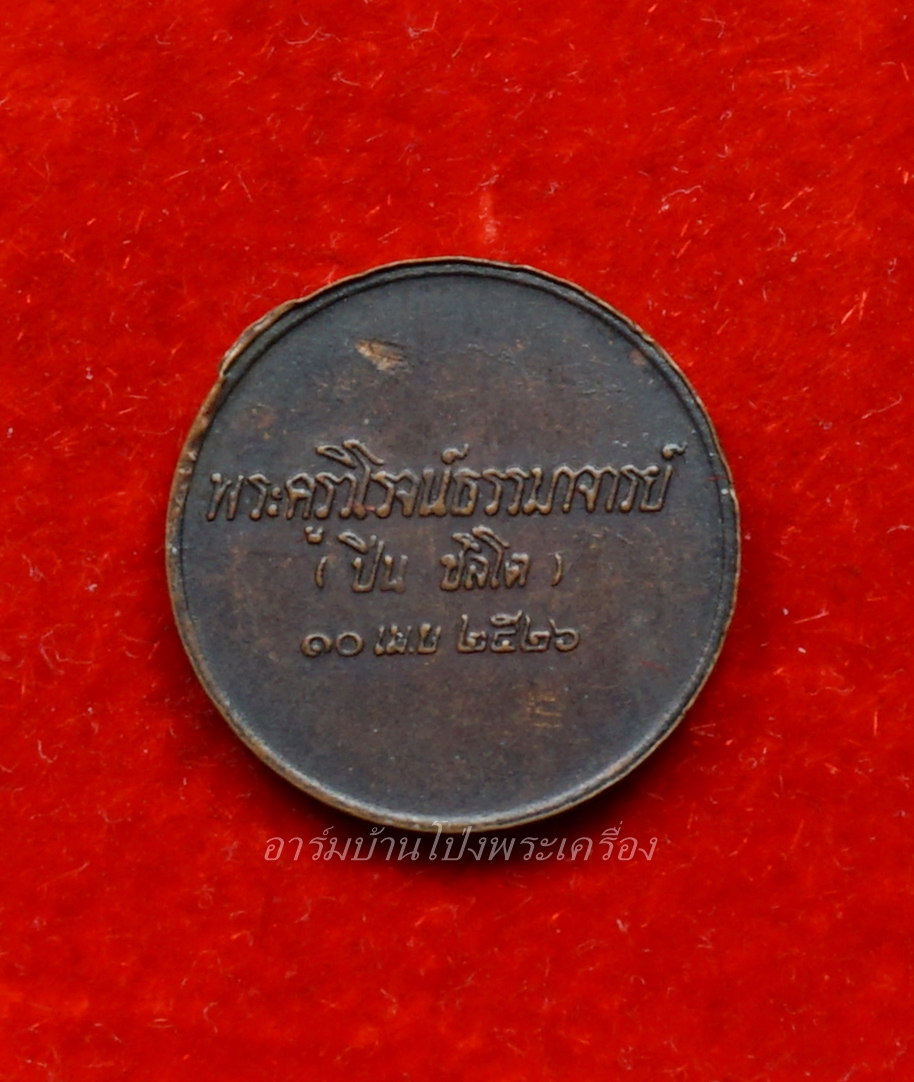 พระครูวิโรจน์ธรรมาจารย์
( ปีน ชลิโต )
๑๐ เม.ย ๒๕๒๖
อาร์มบ้านโป่งพระเครื่อง